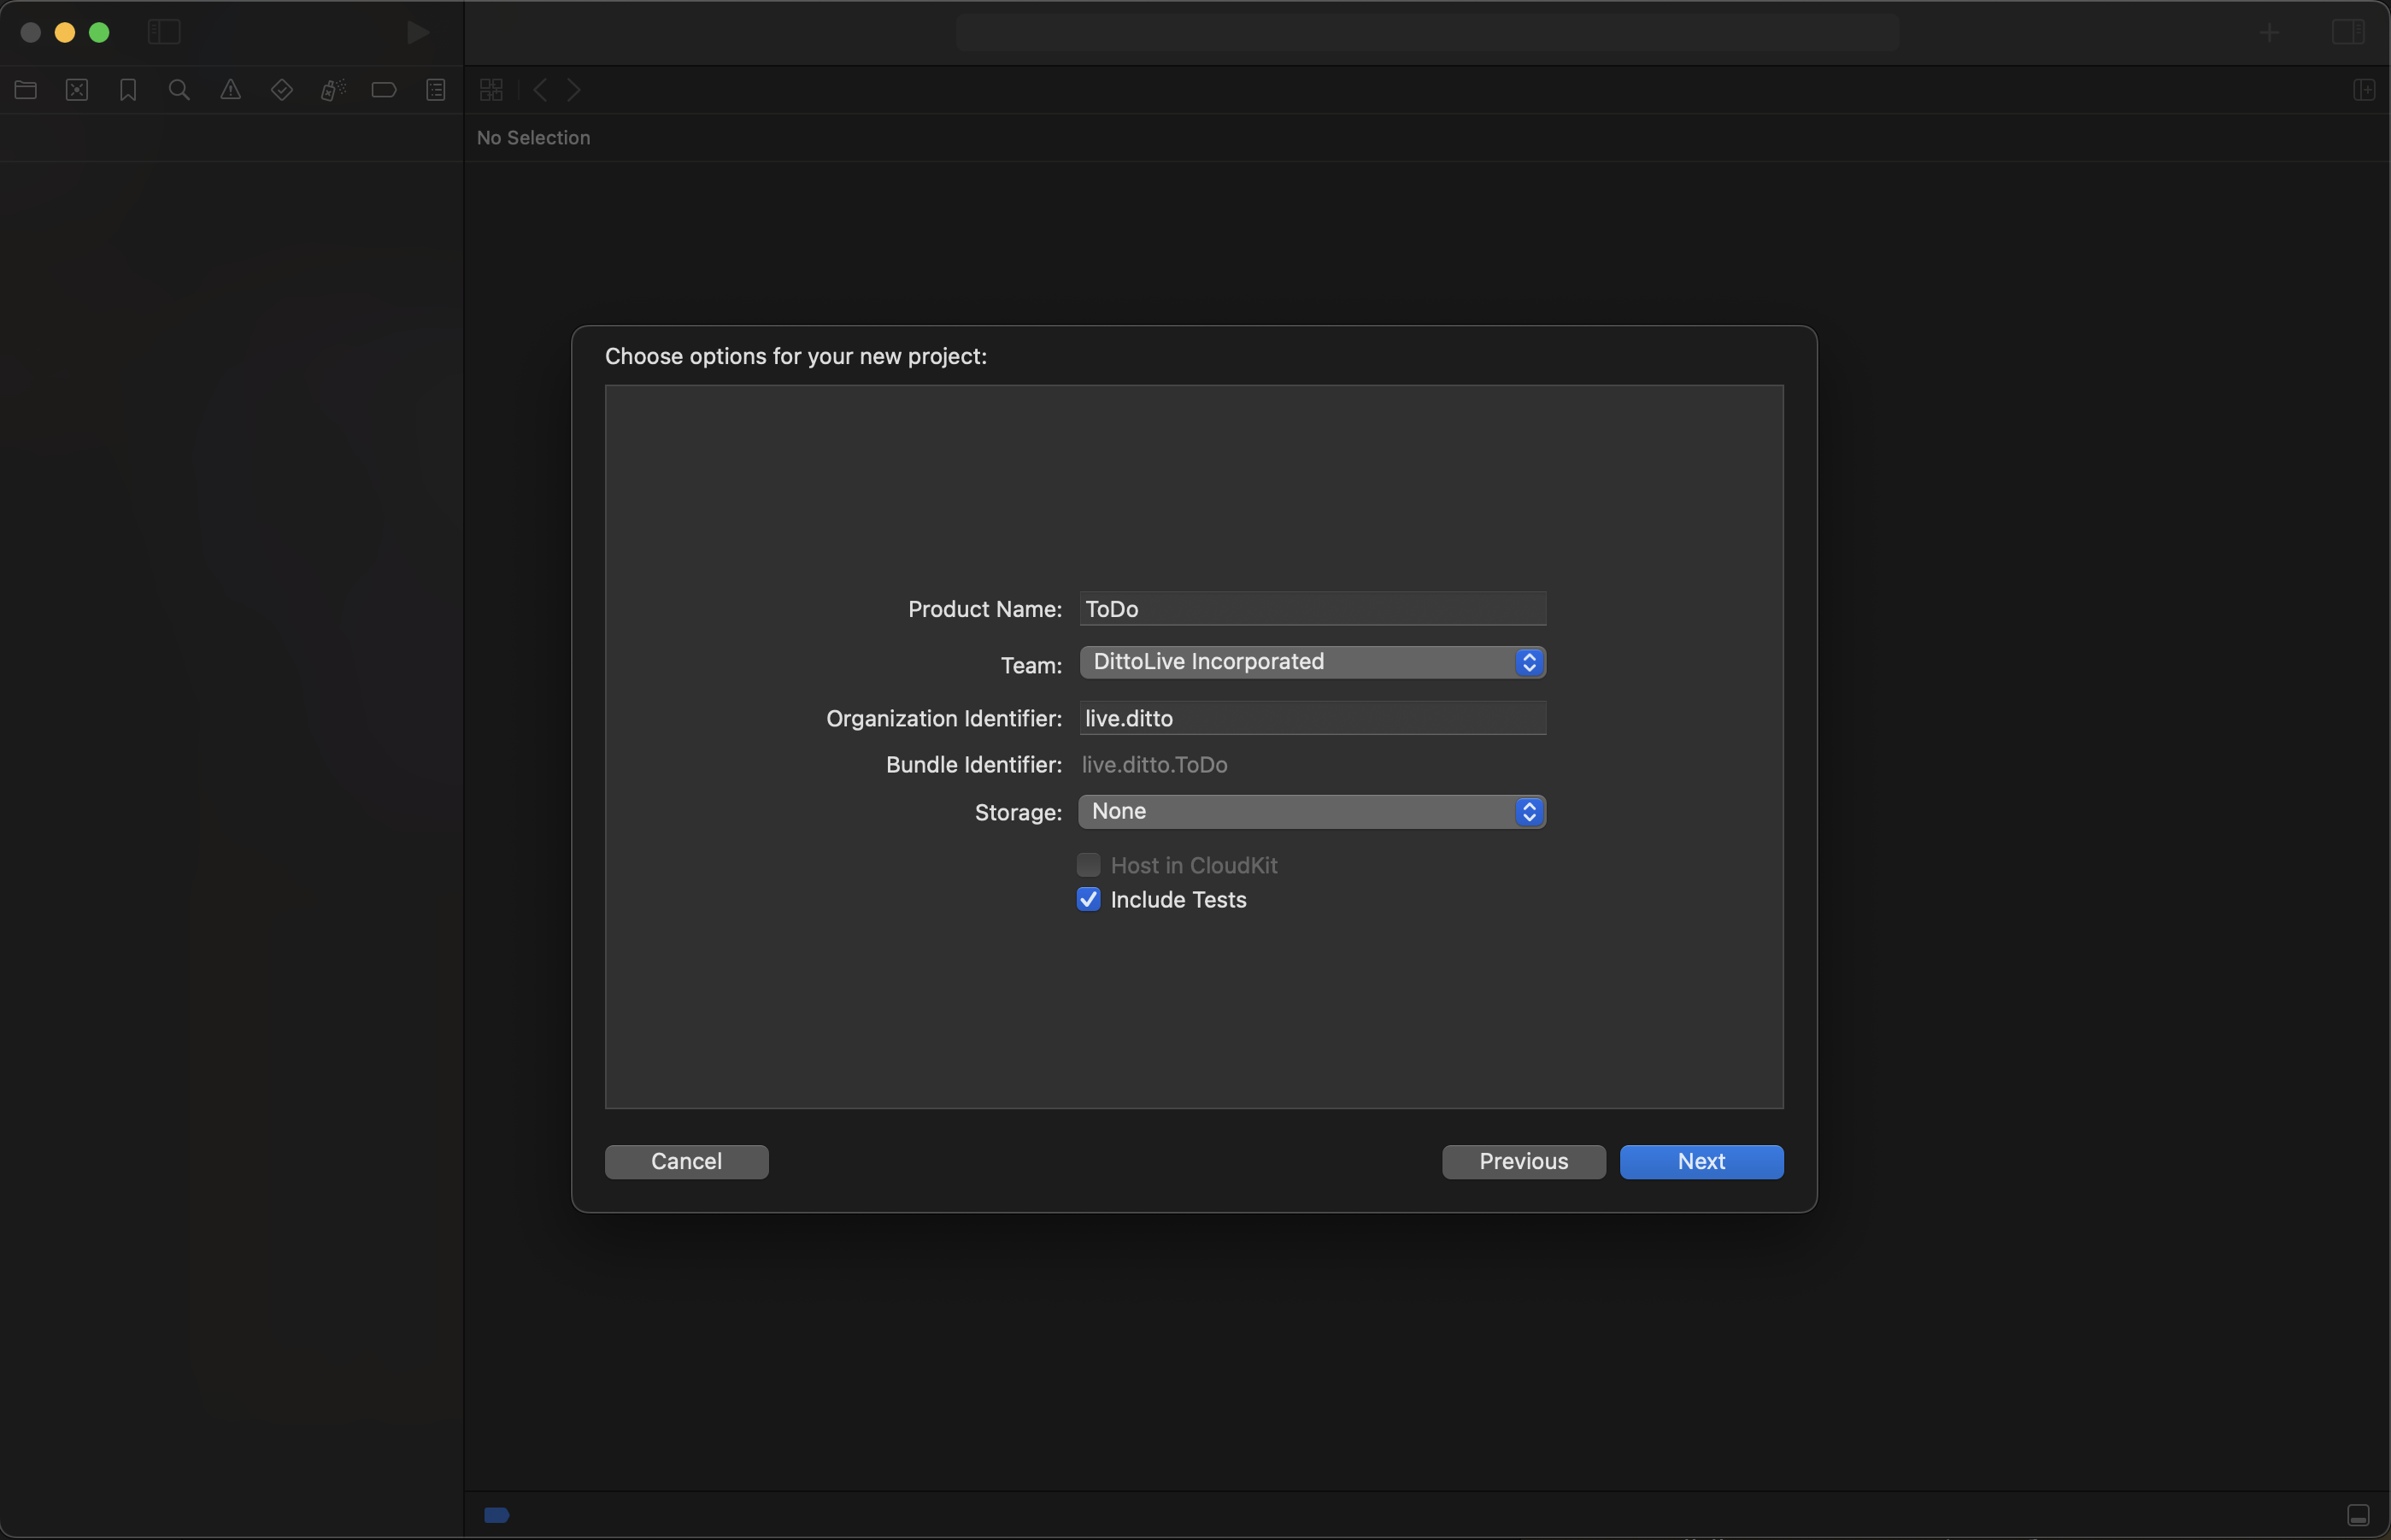 No Selection
Choose options for your new project:
Product Name: ToDo
Team: DittoLive Incorporated
Organization Identifier: live.ditto
Bundle Identifier: live.ditto.ToDo
Storage: None
Host in CloudKit
Include Tests
Cancel Previous Next